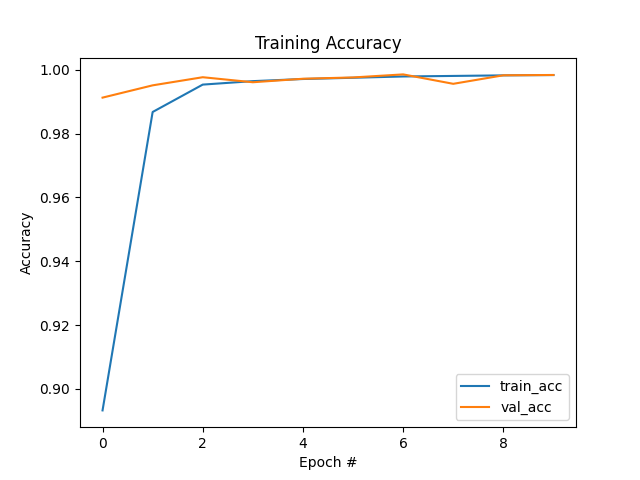 Training Accuracy
1.00
0.98
0.96
0.94
0.92
0.90
Accuracy
0 2 4 6 8
Epoch #
train_acc
val_acc